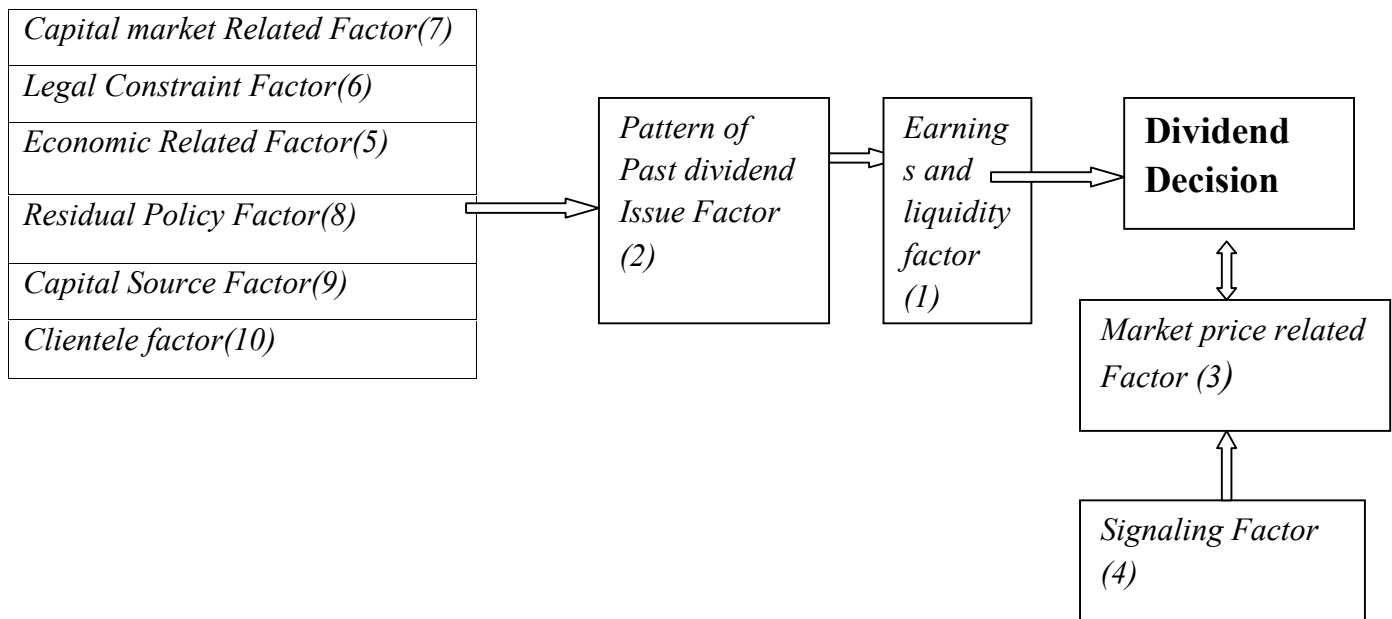 Capital market Related Factor(7)
Legal Constraint Factor(6)
Economic Related Factor(5)
Residual Policy Factor(8)
Capital Source Factor(9)
Clientele factor(10)
Pattern of
Past dividend
Issue Factor
(2)
Earning
s and
liquidity
factor
(1)
Dividend
Decision
Market price related
Factor (3)
Signaling Factor
(4)